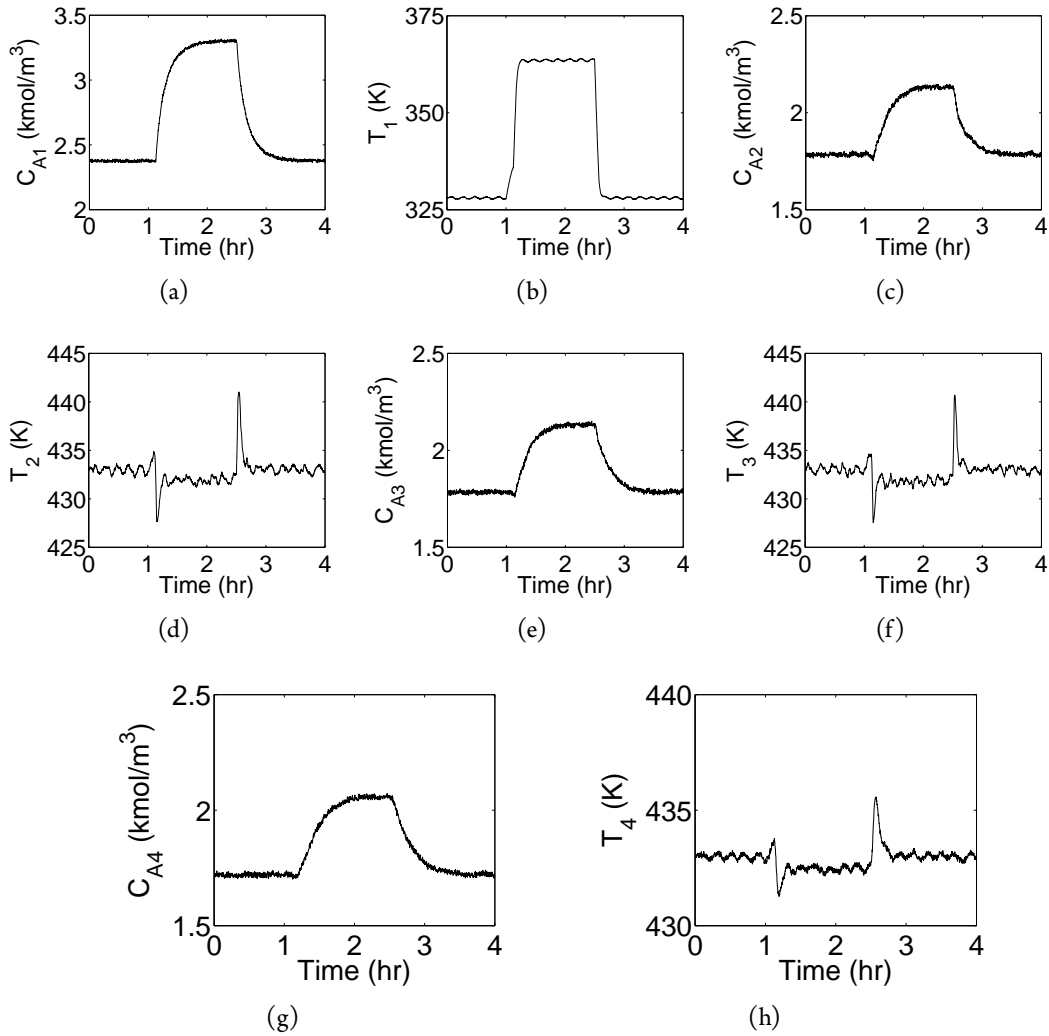 3.5
3
2.5
2
C_A1 (kmol/m^3)
0 1 2 3 4
Time (hr)
(a)
375
350
325
T_1 (K)
0 1 2 3 4
Time (hr)
(b)
2.5
2
1.5
C_A2 (kmol/m^3)
0 1 2 3 4
Time (hr)
(c)
445
440
435
430
425
T_2 (K)
0 1 2 3 4
Time (hr)
(d)
2.5
2
1.5
C_A3 (kmol/m^3)
0 1 2 3 4
Time (hr)
(e)
445
440
435
430
425
T_3 (K)
0 1 2 3 4
Time (hr)
(f)
2.5
2
1.5
C_A4 (kmol/m^3)
0 1 2 3 4
Time (hr)
(g)
440
435
430
T_4 (K)
0 1 2 3 4
Time (hr)
(h)